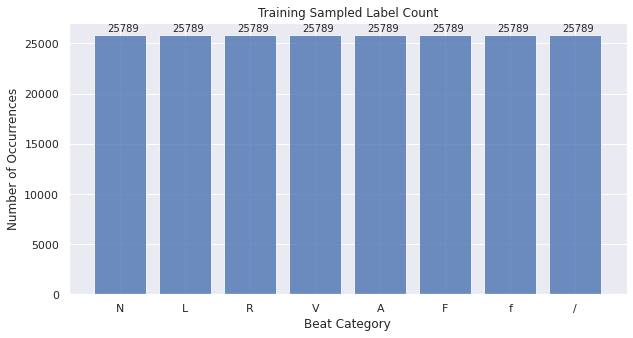 Training Sampled Label Count
25789 25789 25789 25789 25789 25789 25789 25789
25000
20000
15000
10000
5000
0
Number of Occurrences
N L R V A F f /
Beat Category